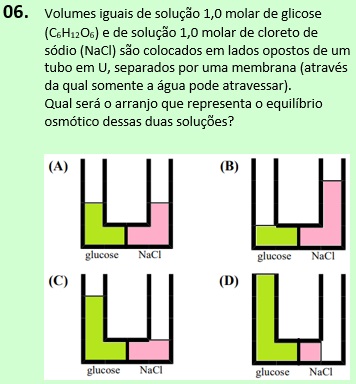 06. Volumes iguais de solução 1,0 molar de glicose
(C₆H₁₂O₆) e de solução 1,0 molar de cloreto de
sódio (NaCl) são colocados em lados opostos de um
tubo em U, separados por uma membrana (através
da qual somente a água pode atravessar).
Qual será o arranjo que representa o equilíbrio
osmótico dessas duas soluções?
(A) (B)
glucose NaCl glucose NaCl
(C) (D)
glucose NaCl glucose NaCl